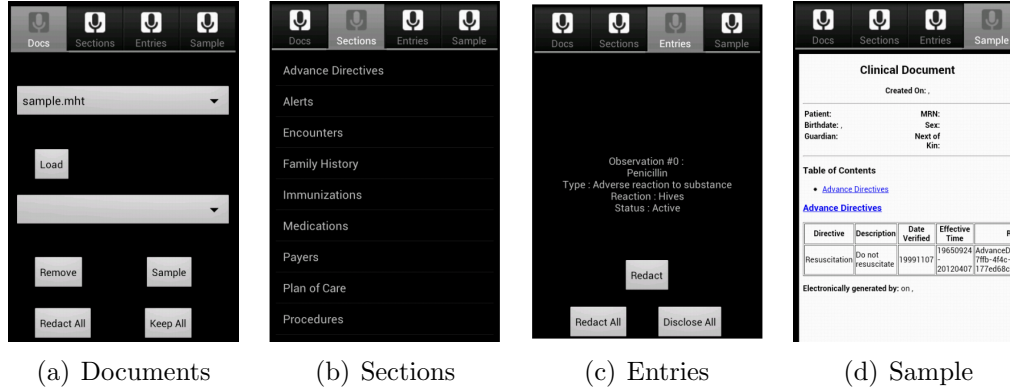 Docs Sections Entries Sample
sample.mht
Load
Remove Sample
Redact All Keep All
(a) Documents
Docs Sections Entries Sample
Advance Directives
Alerts
Encounters
Family History
Immunizations
Medications
Payers
Plan of Care
Procedures
(b) Sections
Docs Sections Entries Sample
Observation #0 :
Penicillin
Type : Adverse reaction to substance
Reaction : Hives
Status : Active
Redact
Redact All Disclose All
(c) Entries
Docs Sections Entries Sample
Clinical Document
Created On: ,
Patient: MRN:
Birthdate: , Sex:
Guardian: Next of
Kin:
Table of Contents
• Advance Directives
Advance Directives
Directive Description Date Verified Effective Time
Resuscitation Do not resuscitate 19991107 19650924 - 20120407 AdvanceD 7ffb-4f4c- 177ed68c
Electronically generated by: on ,
(d) Sample